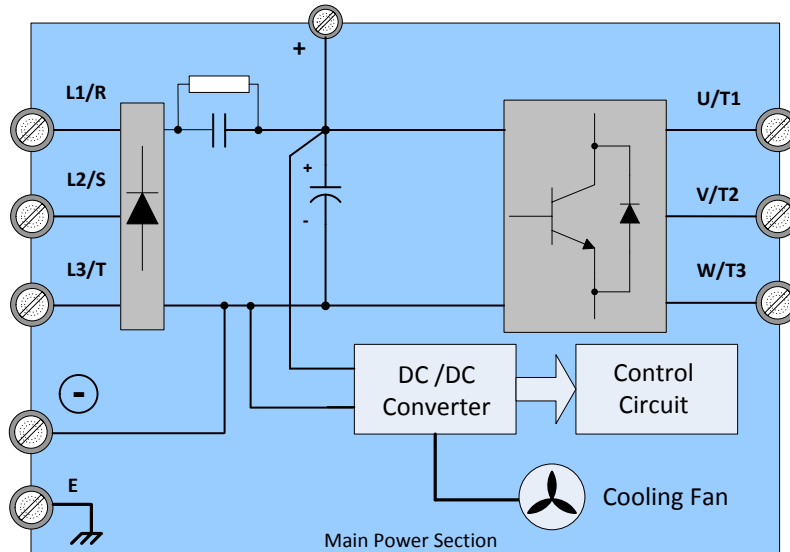 +
L1/R
U/T1
+
L2/S
V/T2
-
L3/T
W/T3
DC /DC
Converter
Control
Circuit
-
E
Cooling Fan
Main Power Section